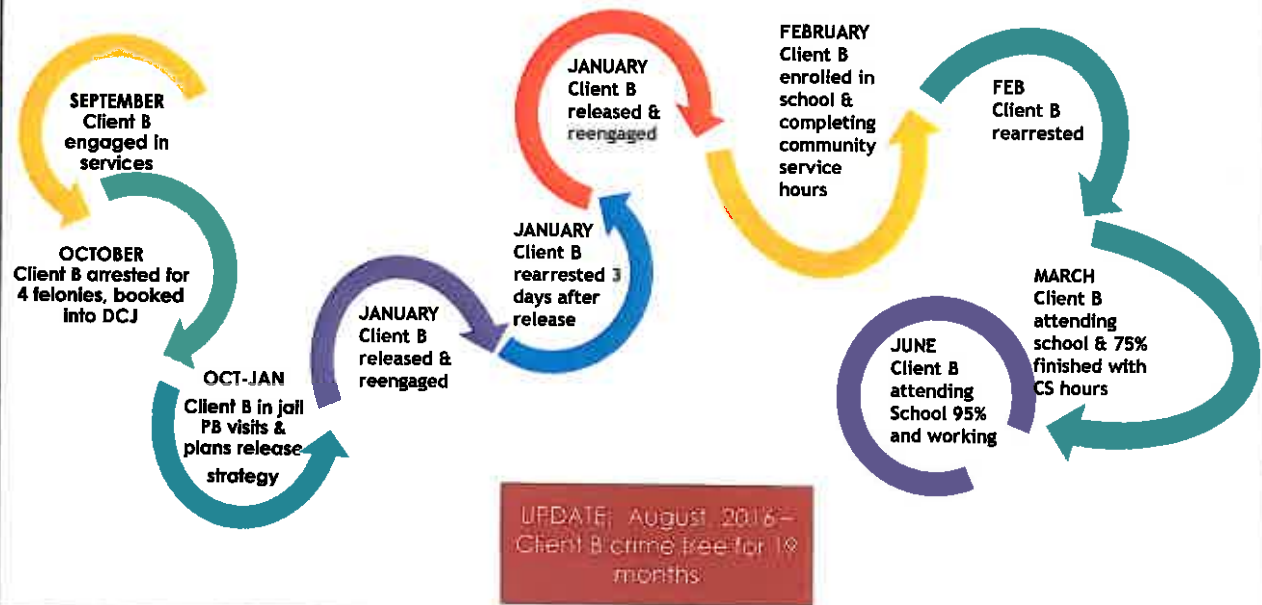 SEPTEMBER
Client B
engaged in
services
OCTOBER
Client B arrested for
4 felonies, booked
into DCJ
OCT-JAN
Client B in jail
PB visits &
plans release
strategy
JANUARY
Client B
released &
reengaged
JANUARY
Client B
rearrested 3
days after
release
JANUARY
Client B
released &
reengaged
FEBRUARY
Client B
enrolled in
school &
completing
community
service
hours
FEB
Client B
rearrested
MARCH
Client B
attending
school & 75%
finished with
CS hours
JUNE
Client B
attending
School 95%
and working
UPDATE: August 2016 –
Client B crime free for 19
months